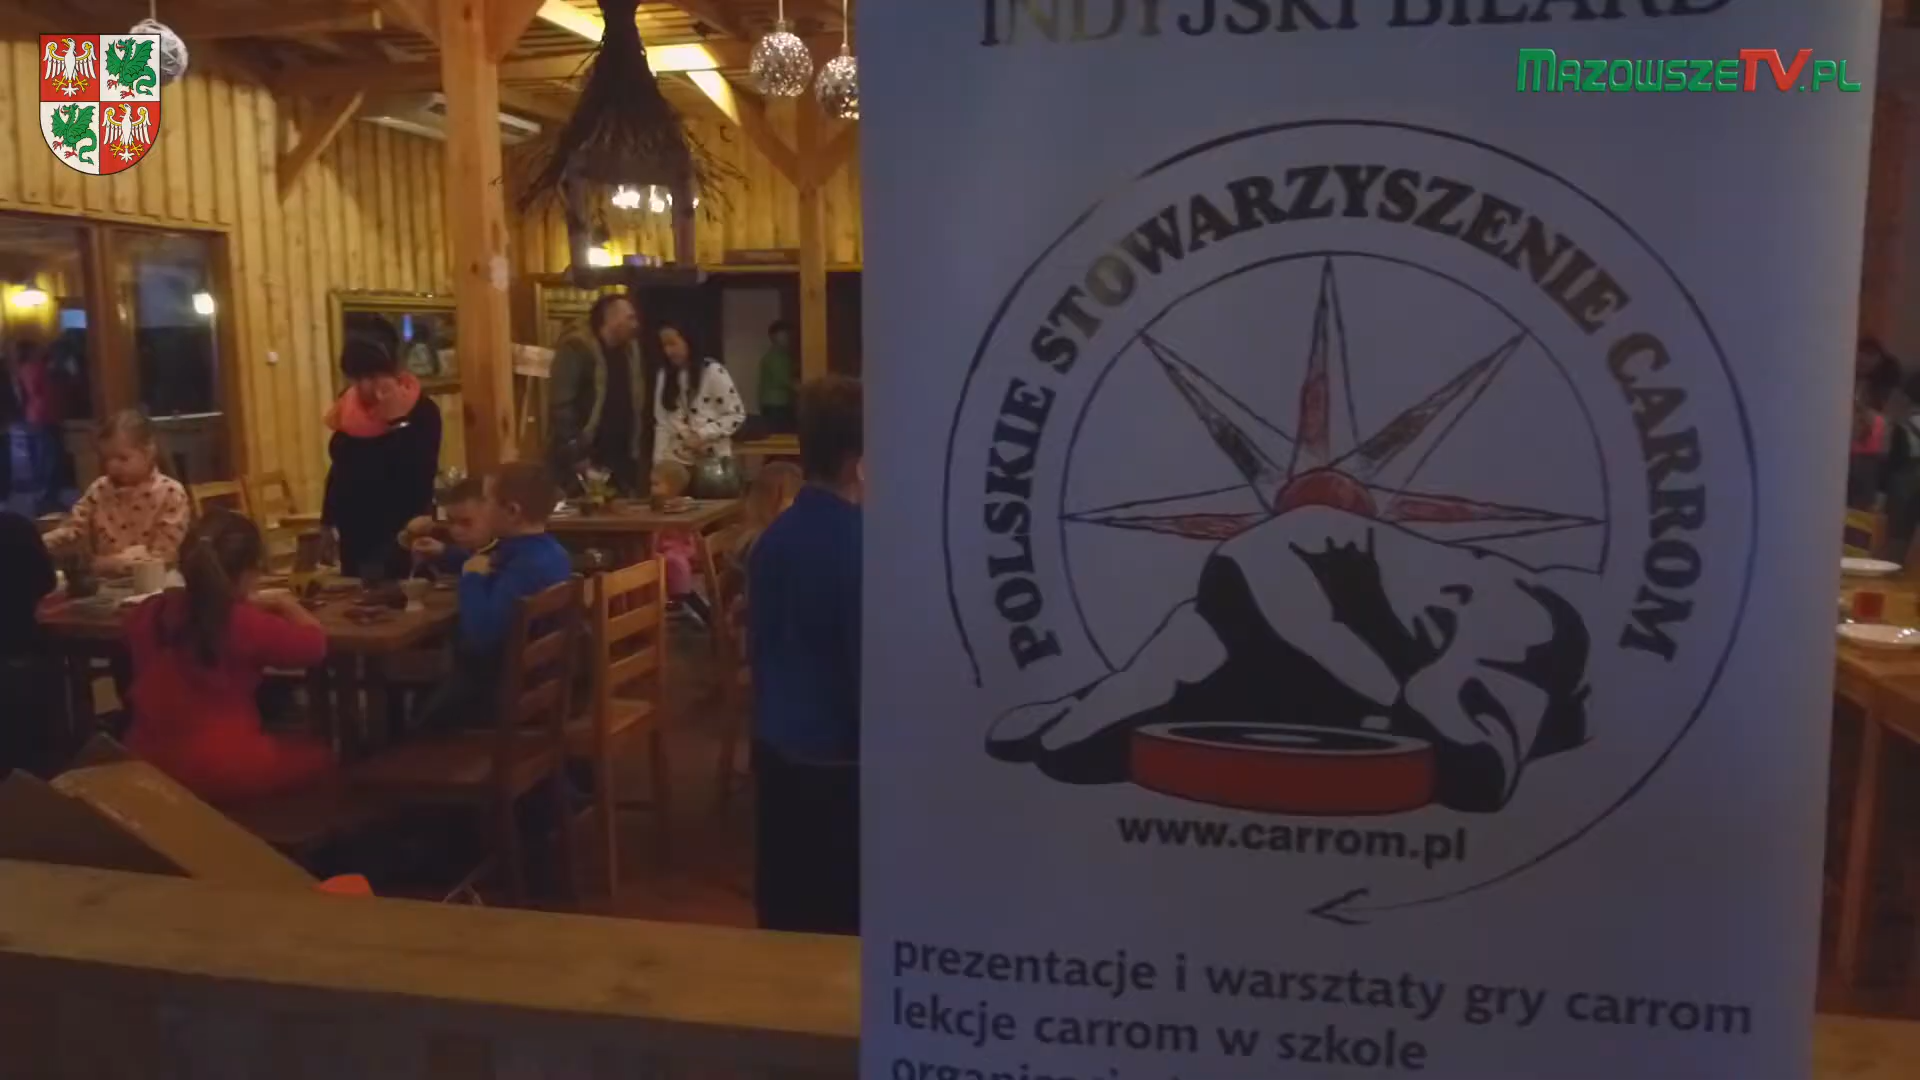 INDYJSKI BILARD
MAZOWSZETV.PL
POLSKIE STOWARZYSZENIE CARROM
www.carrom.pl
prezentacje i warsztaty gry carrom
lekcje carrom w szkole